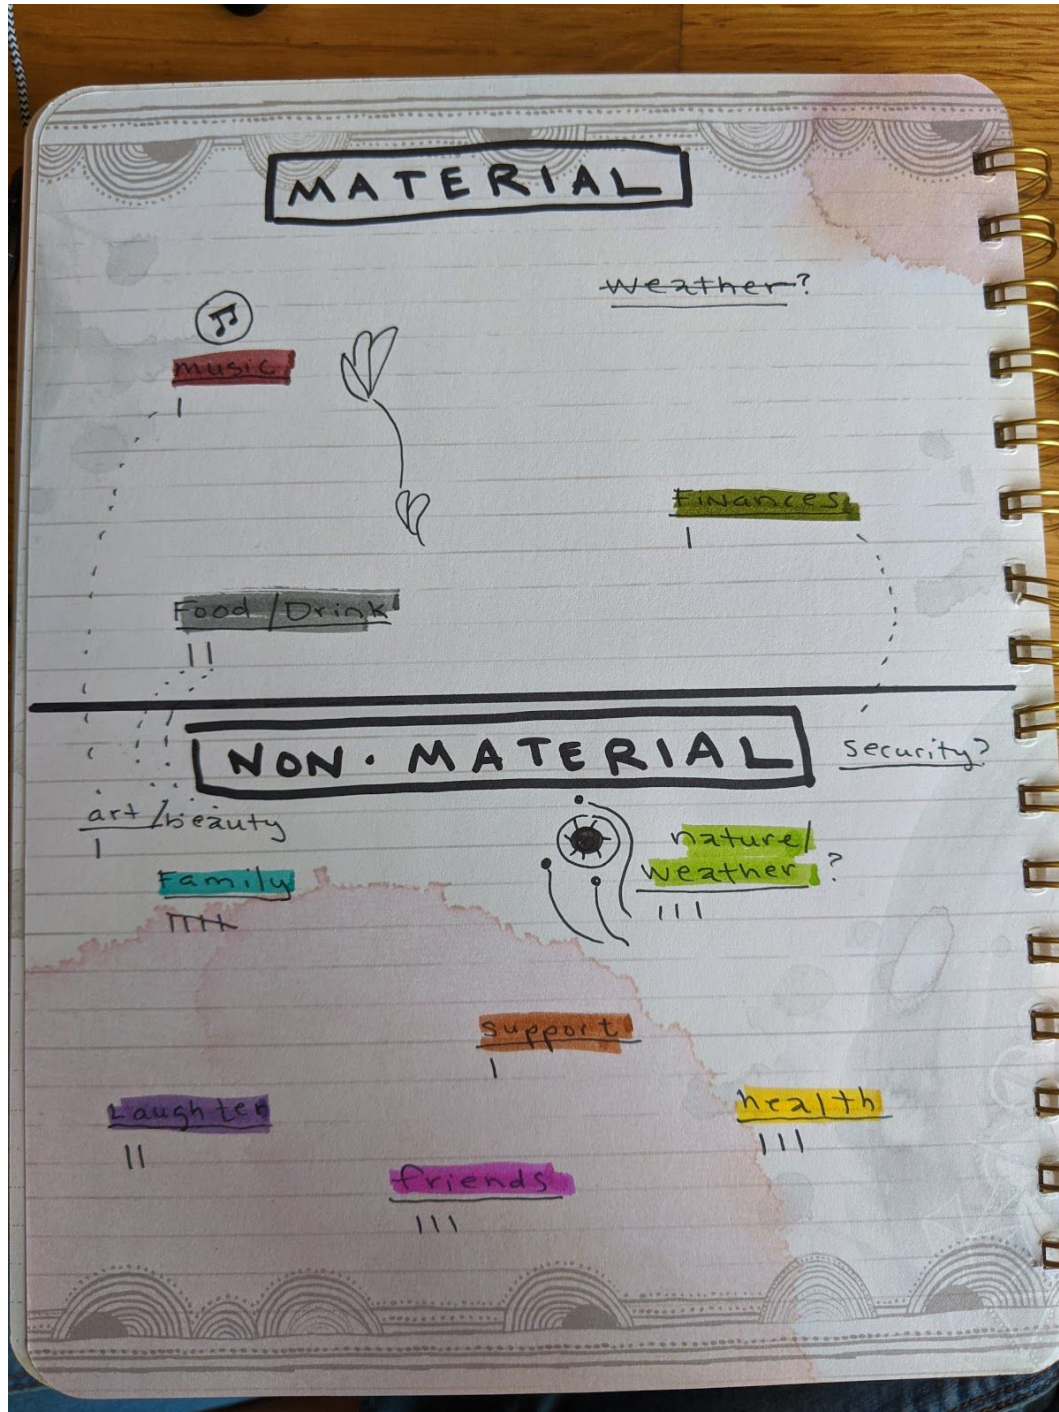 MATERIAL
weather?
music
Finances
Food/Drink
NON·MATERIAL
security?
art/beauty
nature/
weather ?
Family
support
Laughter
health
friends